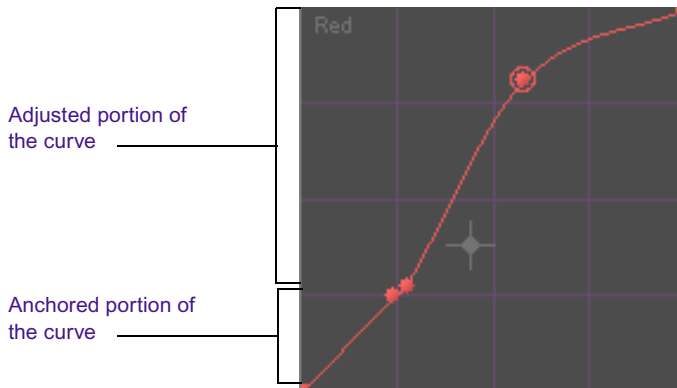 Red
Adjusted portion of
the curve
Anchored portion of
the curve